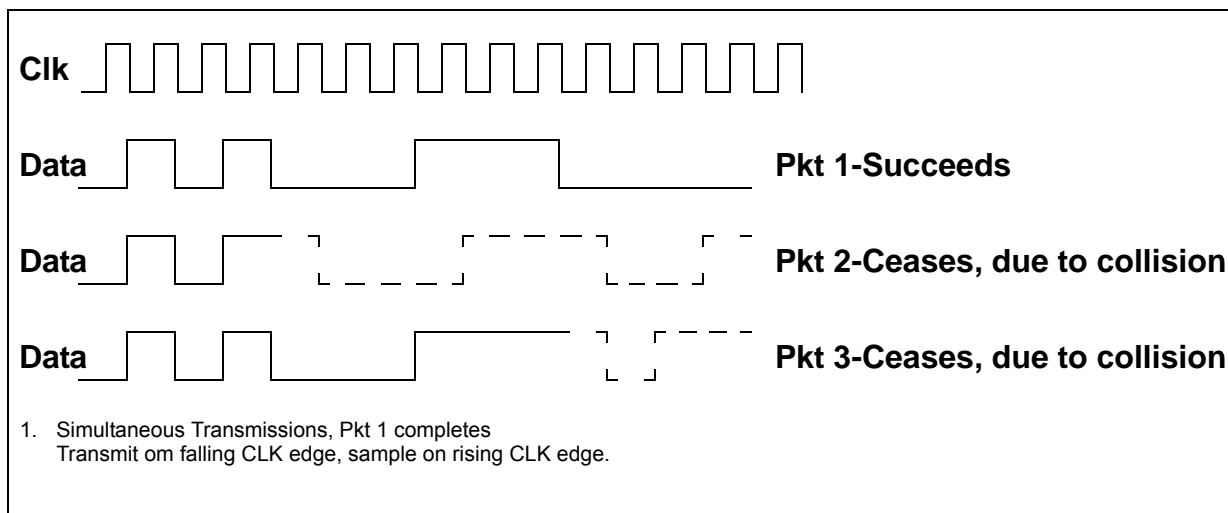 Clk
Data Pkt 1-Succeeds
Data Pkt 2-Ceases, due to collision
Data Pkt 3-Ceases, due to collision
1. Simultaneous Transmissions, Pkt 1 completes
Transmit om falling CLK edge, sample on rising CLK edge.